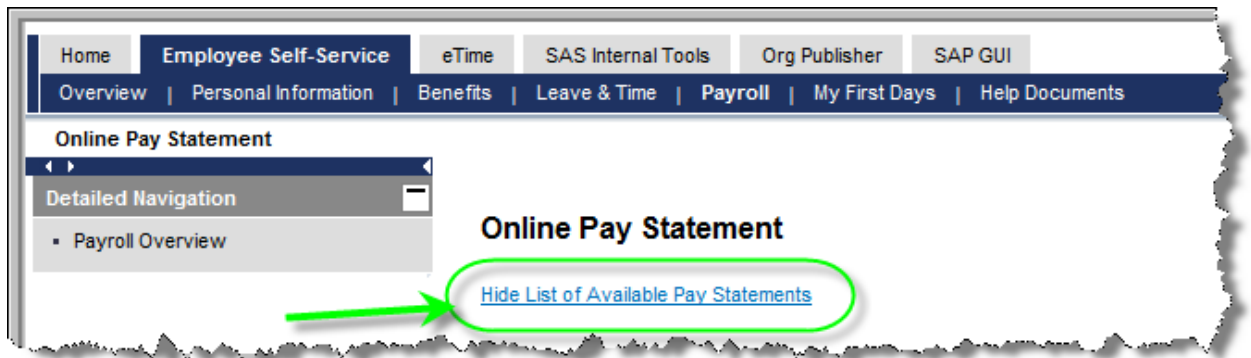 Home Employee Self-Service eTime SAS Internal Tools Org Publisher SAP GUI
Overview | Personal Information | Benefits | Leave & Time | Payroll | My First Days | Help Documents
Online Pay Statement
Detailed Navigation
▪ Payroll Overview
Online Pay Statement
Hide List of Available Pay Statements